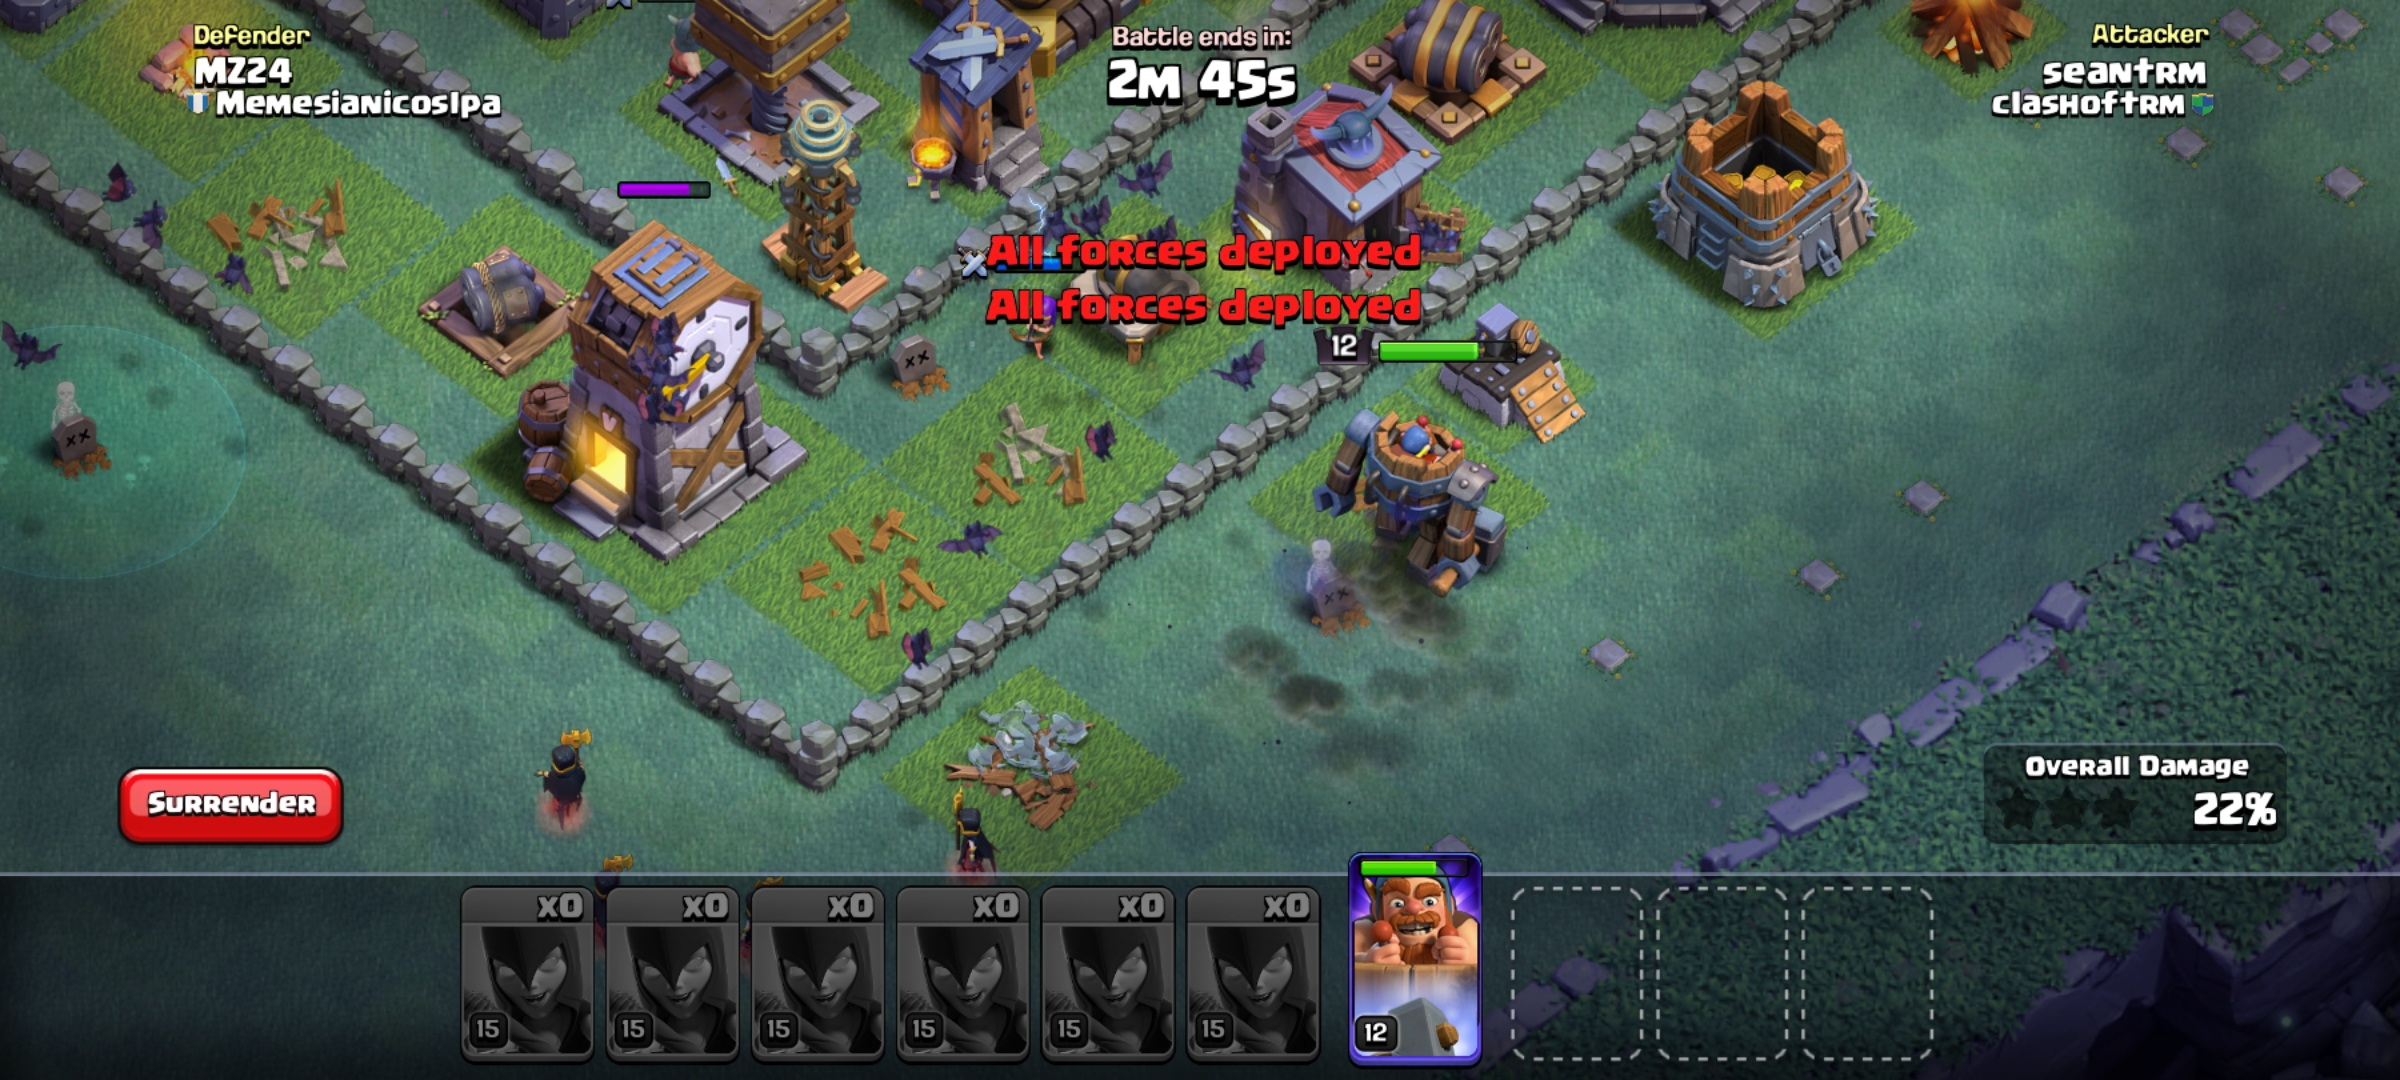 Defender
MZ24
Memesianicoslpa
Battle ends in:
2M 45s
Attacker
seantRM
clashoftRM
All forces deployed
All forces deployed
12
Surrender
Overall Damage
22%
x0
x0
x0
x0
x0
x0
15
15
15
15
15
15
12